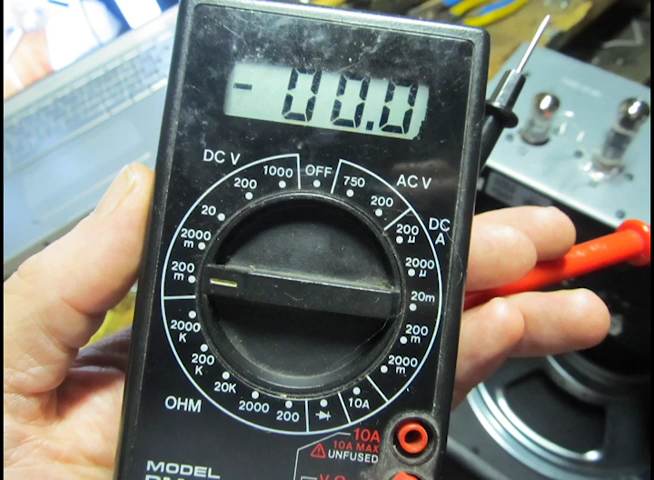 - 00.0
DC V
1000
OFF
750
AC V
200
200
20
2000
m
200
m
200
DC
A
200
µ
2000
µ
20m
200
m
2000
m
10A
2000
K
200
K
20K
2000
200
OHM
10A
10A MAX
UNFUSED
MODEL